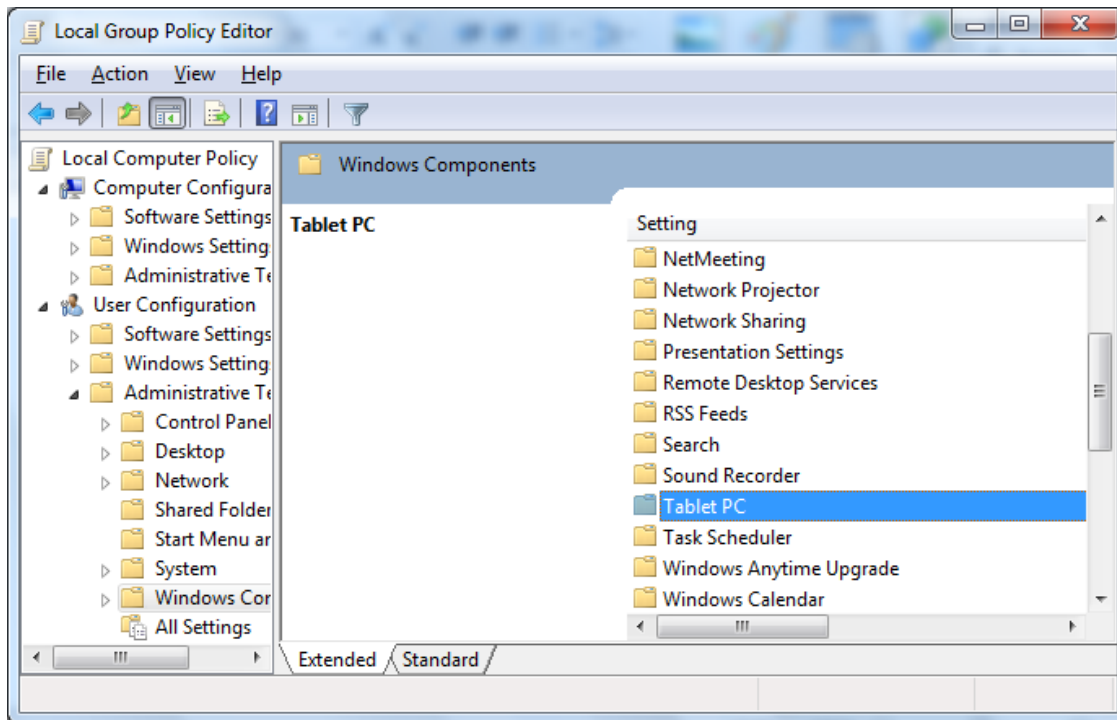 Local Group Policy Editor
File Action View Help
Local Computer Policy
Computer Configura
Software Settings
Windows Setting
Administrative Te
User Configuration
Software Settings
Windows Setting
Administrative Te
Control Panel
Desktop
Network
Shared Folder
Start Menu ar
System
Windows Cor
All Settings
Windows Components
Tablet PC
Setting
NetMeeting
Network Projector
Network Sharing
Presentation Settings
Remote Desktop Services
RSS Feeds
Search
Sound Recorder
Tablet PC
Task Scheduler
Windows Anytime Upgrade
Windows Calendar
Extended Standard